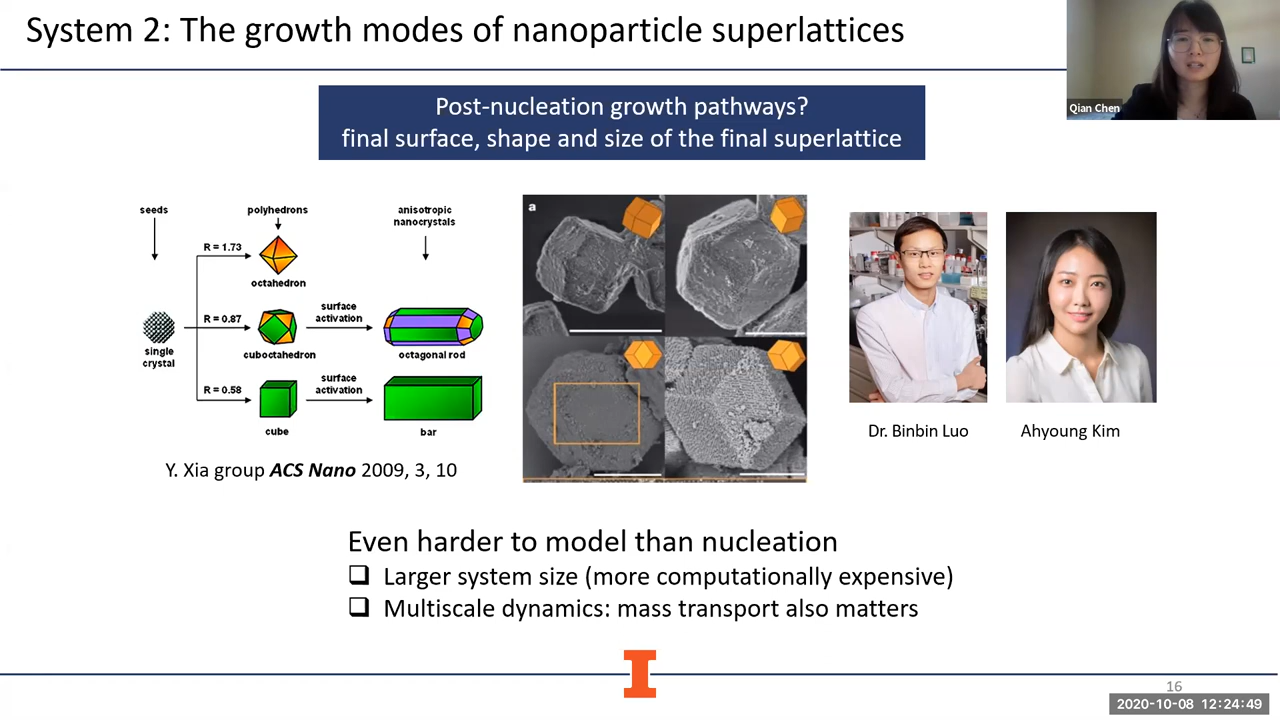 System 2: The growth modes of nanoparticle superlattices
Qian Chen
Post-nucleation growth pathways?
final surface, shape and size of the final superlattice
seeds
polyhedrons
anisotropic
nanocrystals
R = 1.73
octahedron
R = 0.87
surface
activation
single
crystal
cuboctahedron
octagonal rod
R = 0.58
surface
activation
cube
bar
Y. Xia group ACS Nano 2009, 3, 10
a
Dr. Binbin Luo
Ahyoung Kim
Even harder to model than nucleation
❑ Larger system size (more computationally expensive)
❑ Multiscale dynamics: mass transport also matters
I
16
2020-10-08 12:24:49